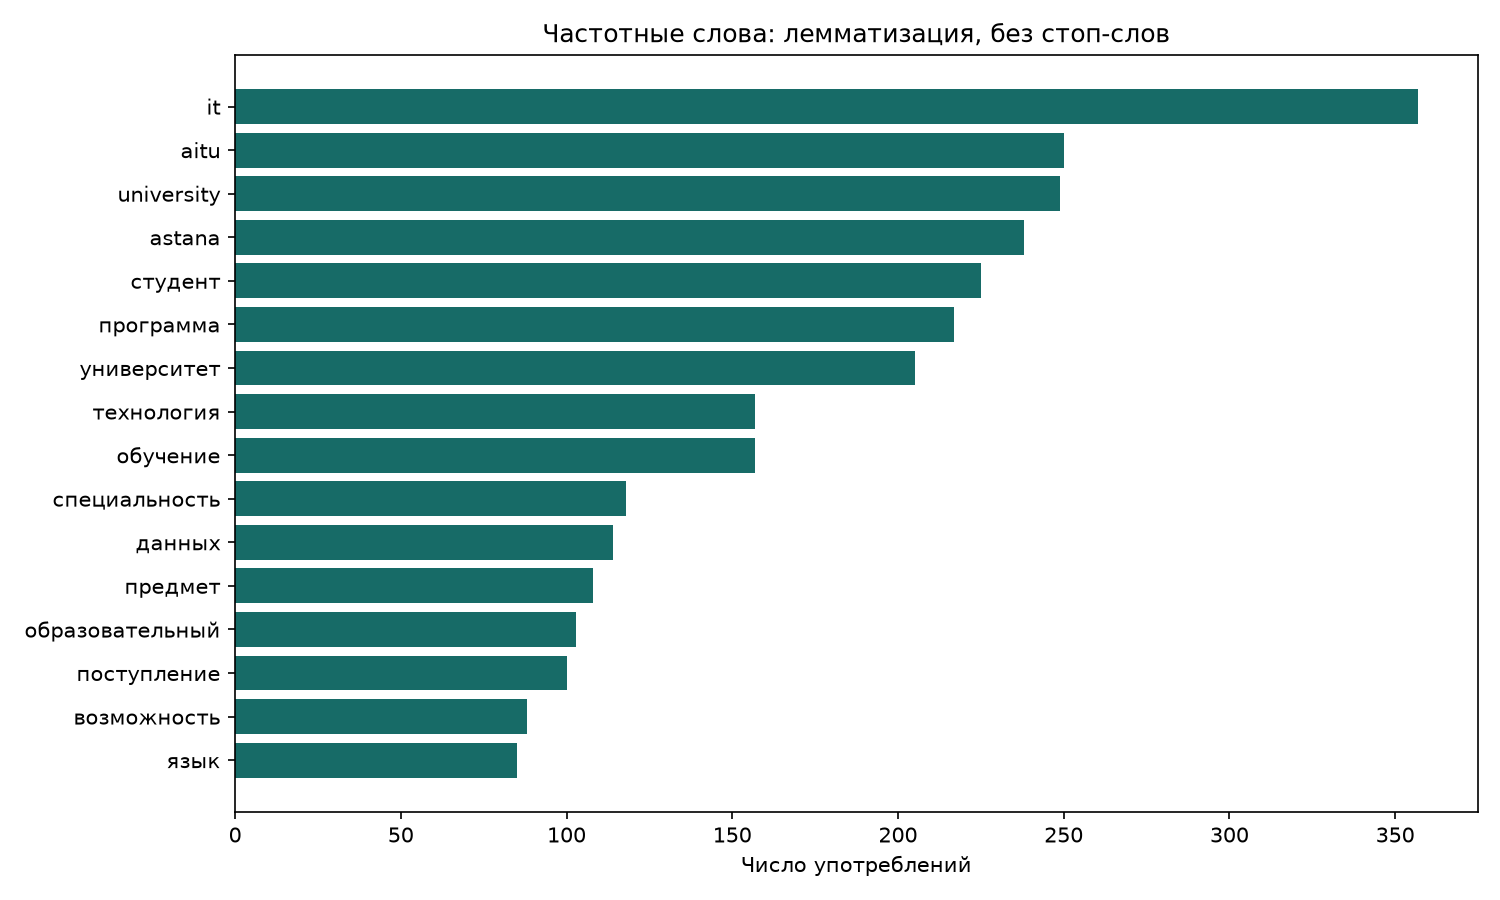 Частотные слова: лемматизация, без стоп-слов
it
aitu
university
astana
студент
программа
университет
технология
обучение
специальность
данных
предмет
образовательный
поступление
возможность
язык
0 50 100 150 200 250 300 350
Число употреблений